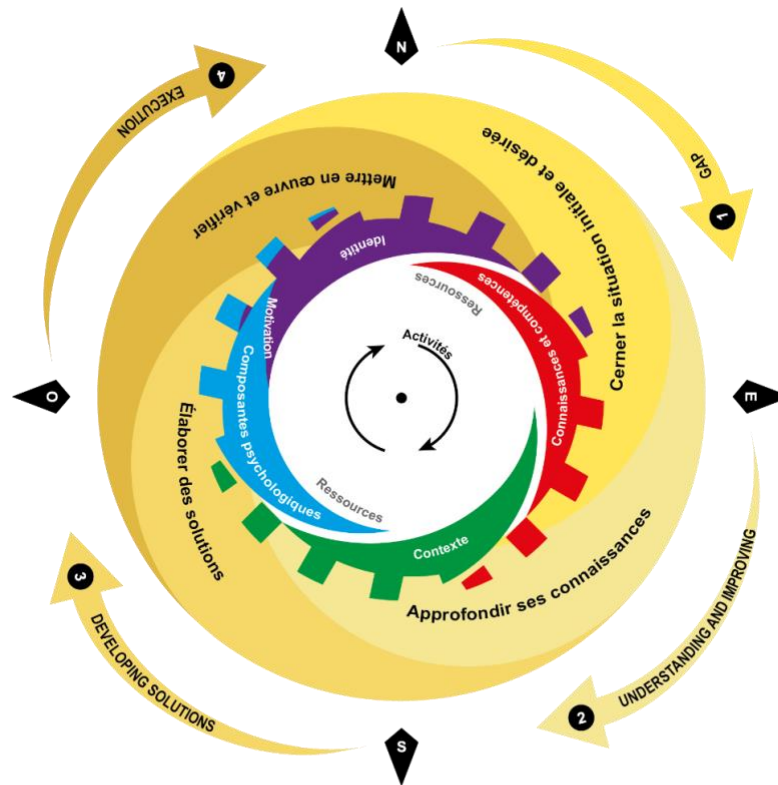 N
GAP
1
E
UNDERSTANDING AND IMPROVING
2
S
DEVELOPING SOLUTIONS
3
O
EXECUTION
4
Cerner la situation initiale et désirée
Approfondir ses connaissances
Élaborer des solutions
Mettre en œuvre et vérifier
Identité
Connaissances et compétences
Contexte
Composantes psychologiques
Motivation
Ressources
Activités
Ressources